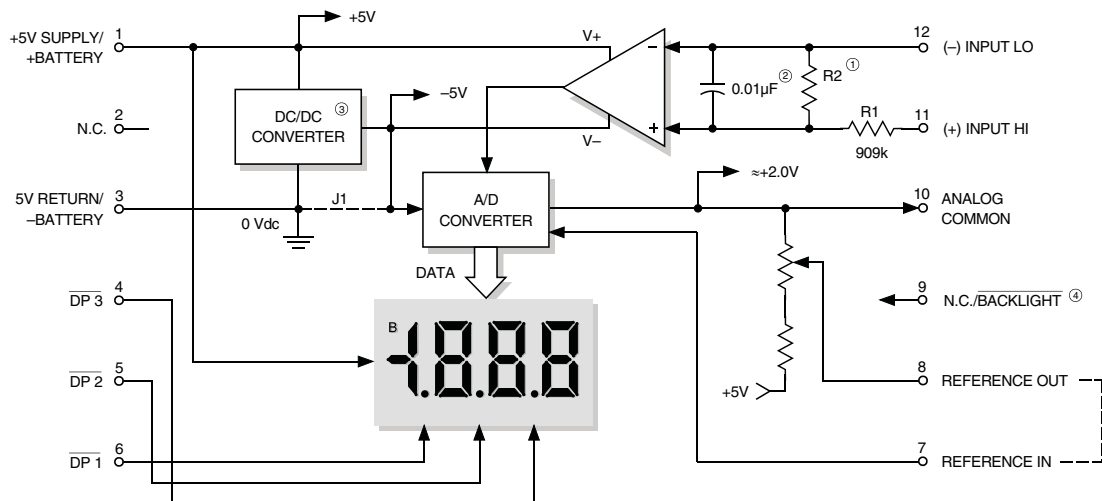 +5V
+5V SUPPLY/
+BATTERY
1
V+
12
(–) INPUT LO
–
0.01µF ②
R2 ①
–5V
DC/DC ③
CONVERTER
2
N.C.
+
V–
R1
909k
11
(+) INPUT HI
≈+2.0V
5V RETURN/
–BATTERY
3
0 Vdc
J1
A/D
CONVERTER
10
ANALOG
COMMON
DATA
DP 3
4
9
N.C./BACKLIGHT ④
B
-1.8.8.8
DP 2
5
+5V
8
REFERENCE OUT
DP 1
6
7
REFERENCE IN